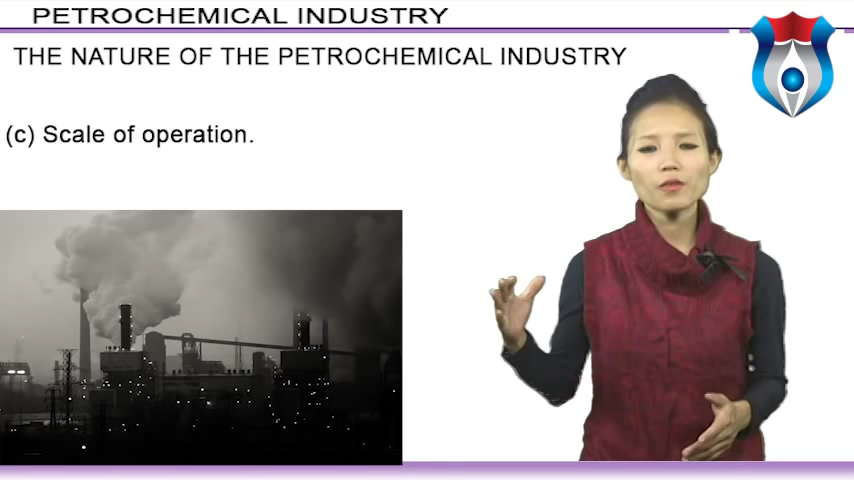 PETROCHEMICAL INDUSTRY
THE NATURE OF THE PETROCHEMICAL INDUSTRY
(c) Scale of operation.